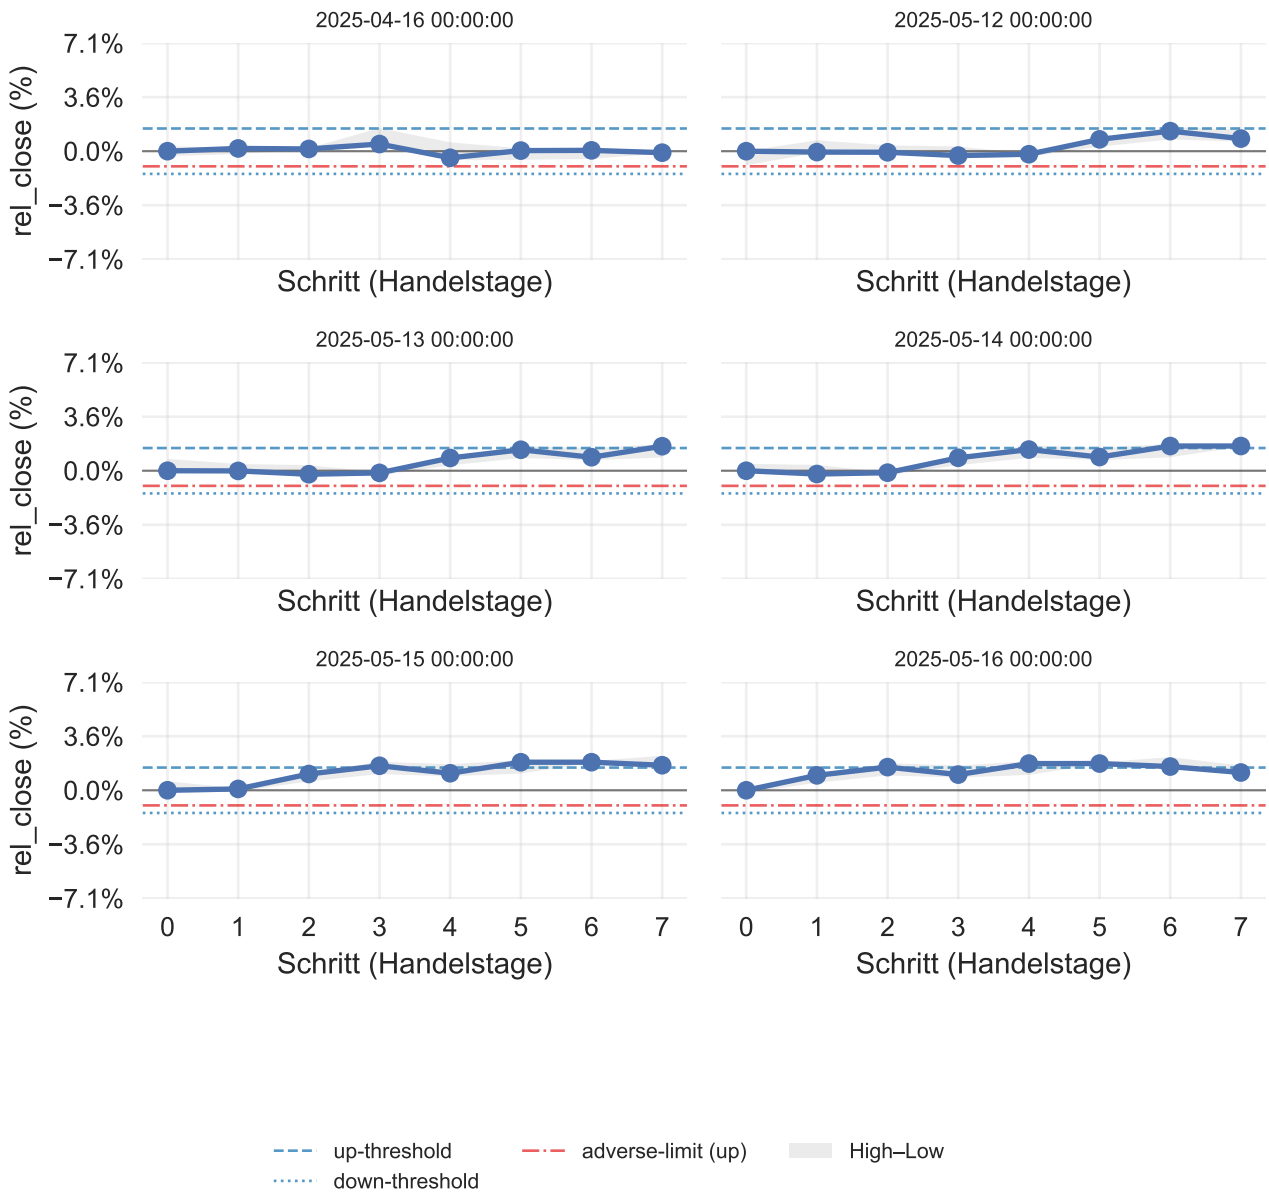 2025-04-16 00:00:00
2025-05-12 00:00:00
rel_close (%)
7.1%
3.6%
0.0%
−3.6%
−7.1%
Schritt (Handelstage)
Schritt (Handelstage)
2025-05-13 00:00:00
2025-05-14 00:00:00
rel_close (%)
7.1%
3.6%
0.0%
−3.6%
−7.1%
Schritt (Handelstage)
Schritt (Handelstage)
2025-05-15 00:00:00
2025-05-16 00:00:00
rel_close (%)
7.1%
3.6%
0.0%
−3.6%
−7.1%
0 1 2 3 4 5 6 7
0 1 2 3 4 5 6 7
Schritt (Handelstage)
Schritt (Handelstage)
up-threshold
adverse-limit (up)
High–Low
down-threshold